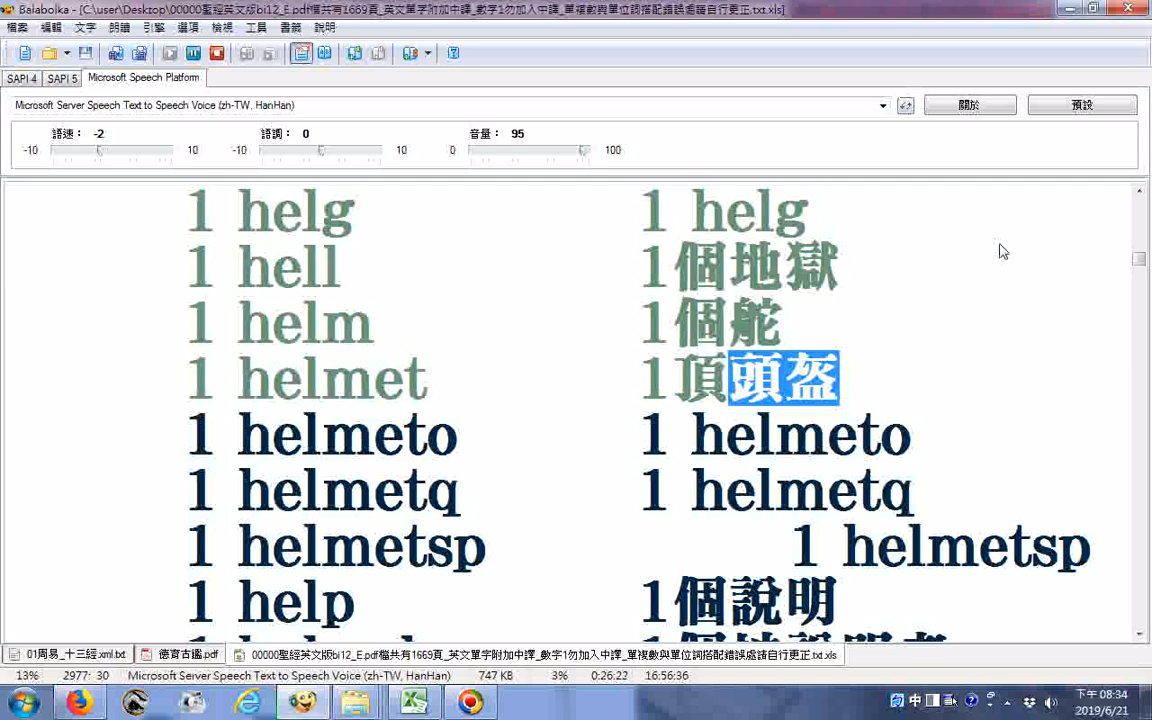 Balabolka - [C:\user\Desktop\00000聖經英文版bi12_E.pdf檔共有1669頁_英文單字附加中譯_數字1勿加入中譯_單複數與單位詞搭配錯誤處請自行更正.txt.xls]
檔案 編輯 文字 朗讀 引擎 選項 檢視 工具 書籤 說明
SAPI 4 SAPI 5 Microsoft Speech Platform
Microsoft Server Speech Text to Speech Voice (zh-TW, HanHan) 關於 預設
語速： -2 語調： 0 音量： 95
-10 10 -10 10 0 100
1 helg 1 helg
1 hell 1個地獄
1 helm 1個舵
1 helmet 1頂頭盔
1 helmeto 1 helmeto
1 helmetq 1 helmetq
1 helmetsp 1 helmetsp
1 help 1個說明
01周易_十三經.xml.txt 德育古鑑.pdf 00000聖經英文版bi12_E.pdf檔共有1669頁_英文單字附加中譯_數字1勿加入中譯_單複數與單位詞搭配錯誤處請自行更正.txt.xls
13% 2977: 30 Microsoft Server Speech Text to Speech Voice (zh-TW, HanHan) 747 KB 3% 0:26:22 16:56:36
中 下午 08:34
2019/6/21